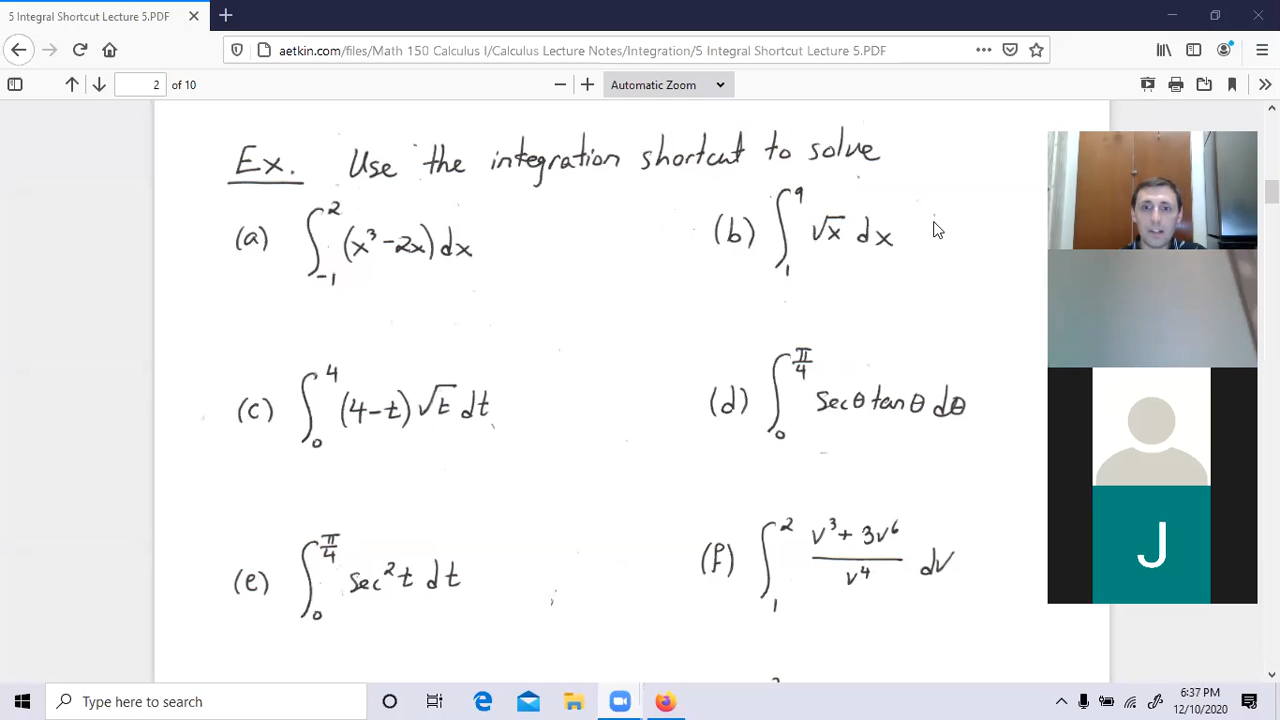 5 Integral Shortcut Lecture 5.PDF
aetkin.com/files/Math 150 Calculus I/Calculus Lecture Notes/Integration/5 Integral Shortcut Lecture 5.PDF
2 of 10
Automatic Zoom
Ex. Use the integration shortcut to solve
(a) ∫_{-1}^{2} (x³ - 2x) dx
(b) ∫_{1}^{9} √x dx
(c) ∫_{0}^{4} (4-t) √t dt
(d) ∫_{0}^{π/4} secθ tanθ dθ
(e) ∫_{0}^{π/4} sec² t dt
(f) ∫_{1}^{2} (v³ + 3v⁶)/v⁴ dv
J
Type here to search
6:37 PM
12/10/2020